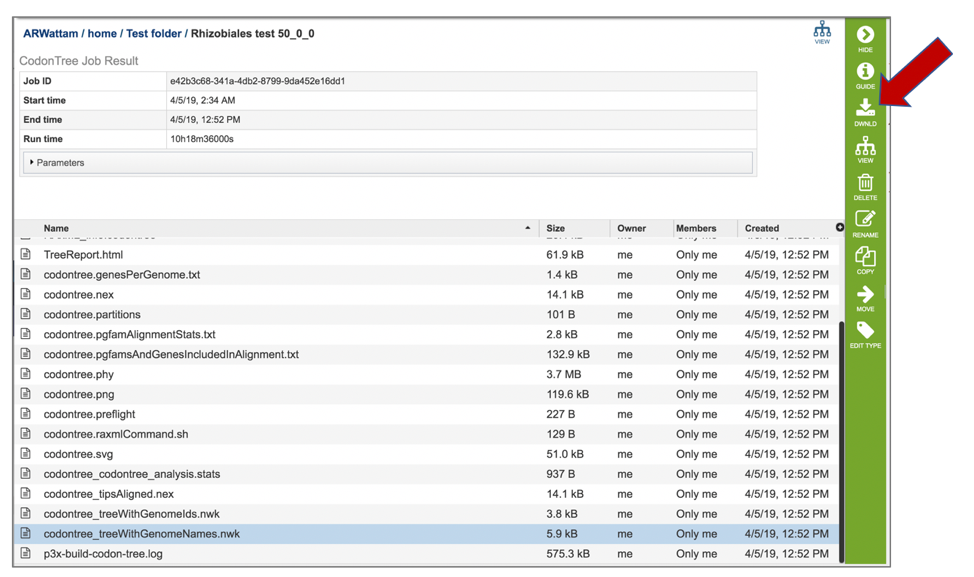 ARWattam / home / Test folder / Rhizobiales test 50_0_0
VIEW
CodonTree Job Result
Job ID e42b3c68-341a-4db2-8799-9da452e16dd1
Start time 4/5/19, 2:34 AM
End time 4/5/19, 12:52 PM
Run time 10h18m36000s
Parameters
Name Size Owner Members Created
TreeReport.html 61.9 kB me Only me 4/5/19, 12:52 PM
codontree.genesPerGenome.txt 1.4 kB me Only me 4/5/19, 12:52 PM
codontree.nex 14.1 kB me Only me 4/5/19, 12:52 PM
codontree.partitions 101 B me Only me 4/5/19, 12:52 PM
codontree.pgfamAlignmentStats.txt 2.8 kB me Only me 4/5/19, 12:52 PM
codontree.pgfamsAndGenesIncludedInAlignment.txt 132.9 kB me Only me 4/5/19, 12:52 PM
codontree.phy 3.7 MB me Only me 4/5/19, 12:52 PM
codontree.png 119.6 kB me Only me 4/5/19, 12:52 PM
codontree.preflight 227 B me Only me 4/5/19, 12:52 PM
codontree.raxmlCommand.sh 129 B me Only me 4/5/19, 12:52 PM
codontree.svg 51.0 kB me Only me 4/5/19, 12:52 PM
codontree_codontree_analysis.stats 937 B me Only me 4/5/19, 12:52 PM
codontree_tipsAligned.nex 14.1 kB me Only me 4/5/19, 12:52 PM
codontree_treeWithGenomeIds.nwk 3.8 kB me Only me 4/5/19, 12:52 PM
codontree_treeWithGenomeNames.nwk 5.9 kB me Only me 4/5/19, 12:52 PM
p3x-build-codon-tree.log 575.3 kB me Only me 4/5/19, 12:52 PM
HIDE
GUIDE
DWNLD
VIEW
DELETE
RENAME
COPY
MOVE
EDIT TYPE